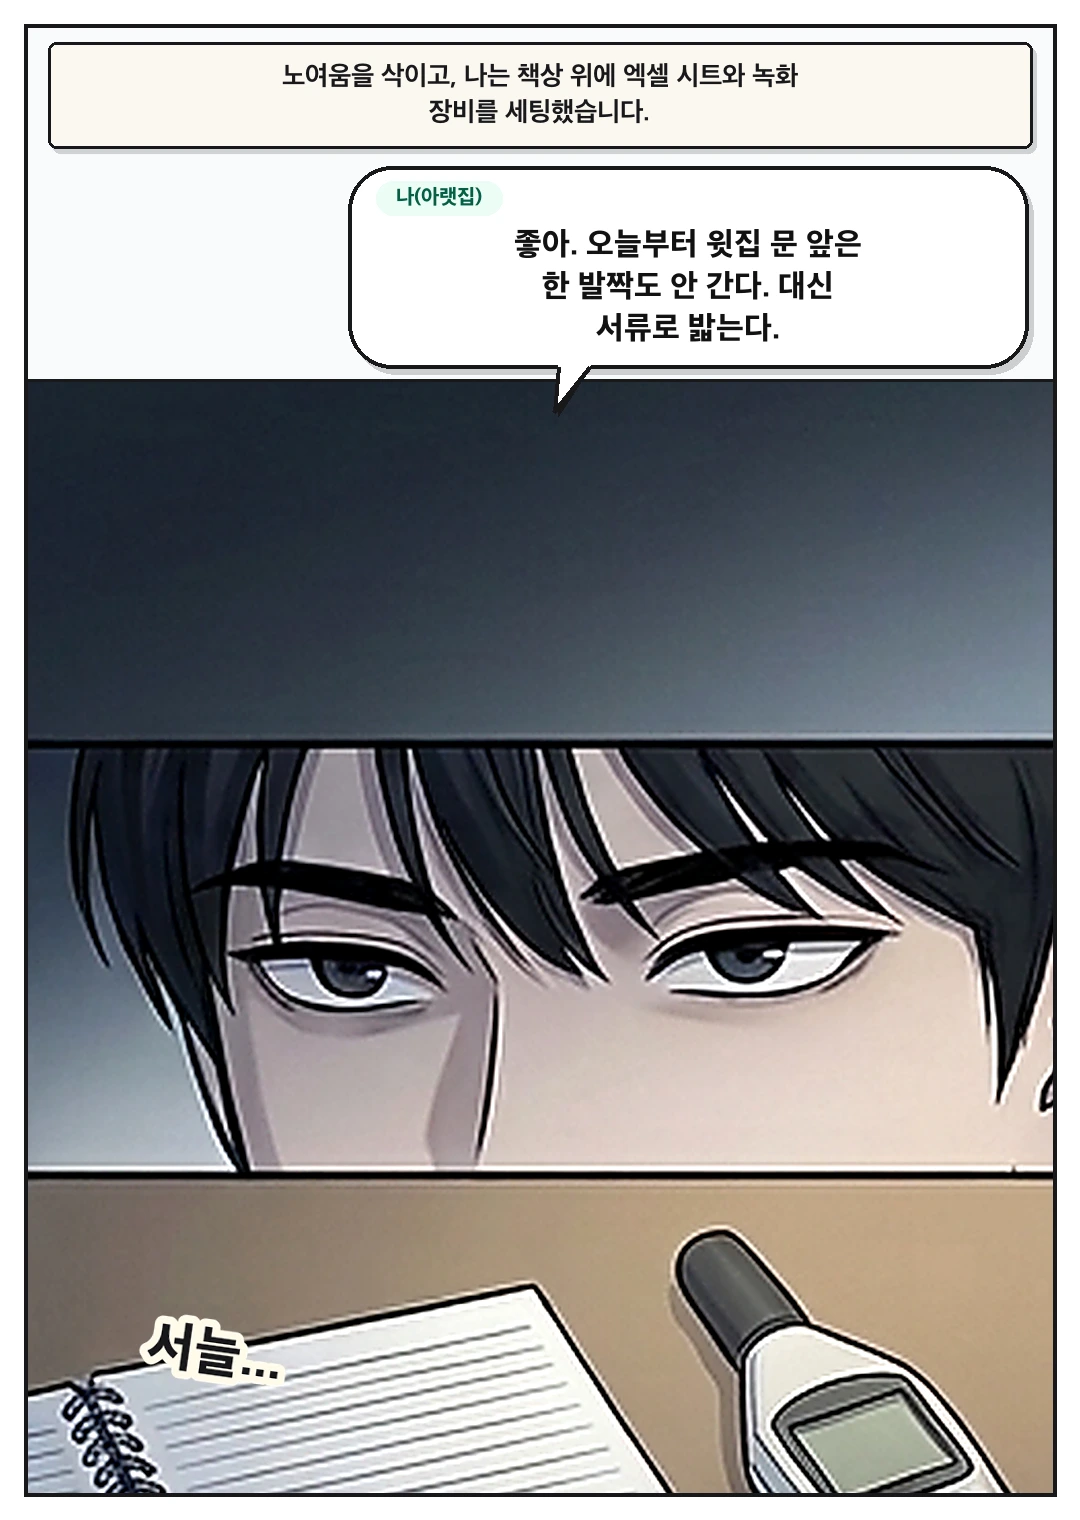 노여움을 삭이고, 나는 책상 위에 엑셀 시트와 녹화
장비를 세팅했습니다.
나(아랫집)
좋아. 오늘부터 윗집 문 앞은
한 발짝도 안 간다. 대신
서류로 밟는다.
서늘...